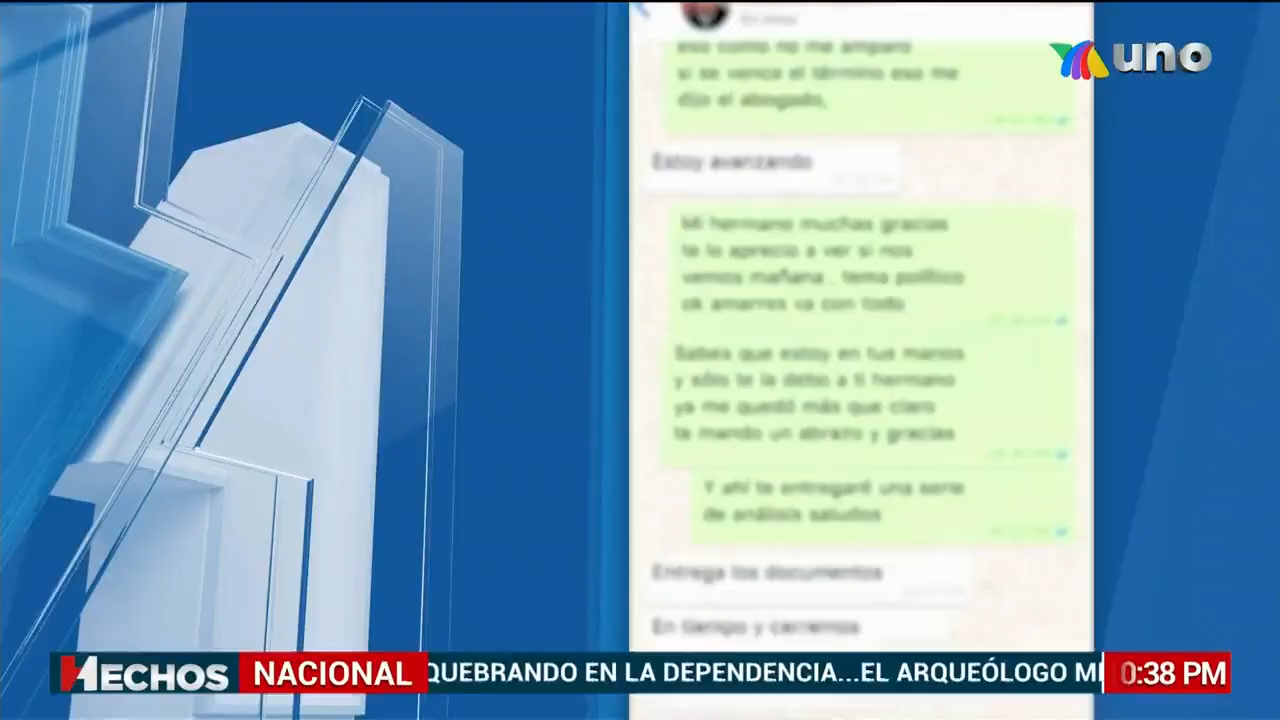 eso como no me amparo
si se vence el término eso me
dijo el abogado,
Estoy avanzando
Mi hermano muchas gracias
te lo aprecio a ver si nos
vemos mañana , tema político
ok amarres va con todo
Sabes que estoy en tus manos
y sólo te la debo a ti hermano
ya me quedó más que claro
te mando un abrazo y gracias
Y ahí te entregaré una serie
de análisis saludos
Entrega los documentos
En tiempo y cerremos
uno
HECHOS NACIONAL QUEBRANDO EN LA DEPENDENCIA...EL ARQUEÓLOGO 0:38 PM